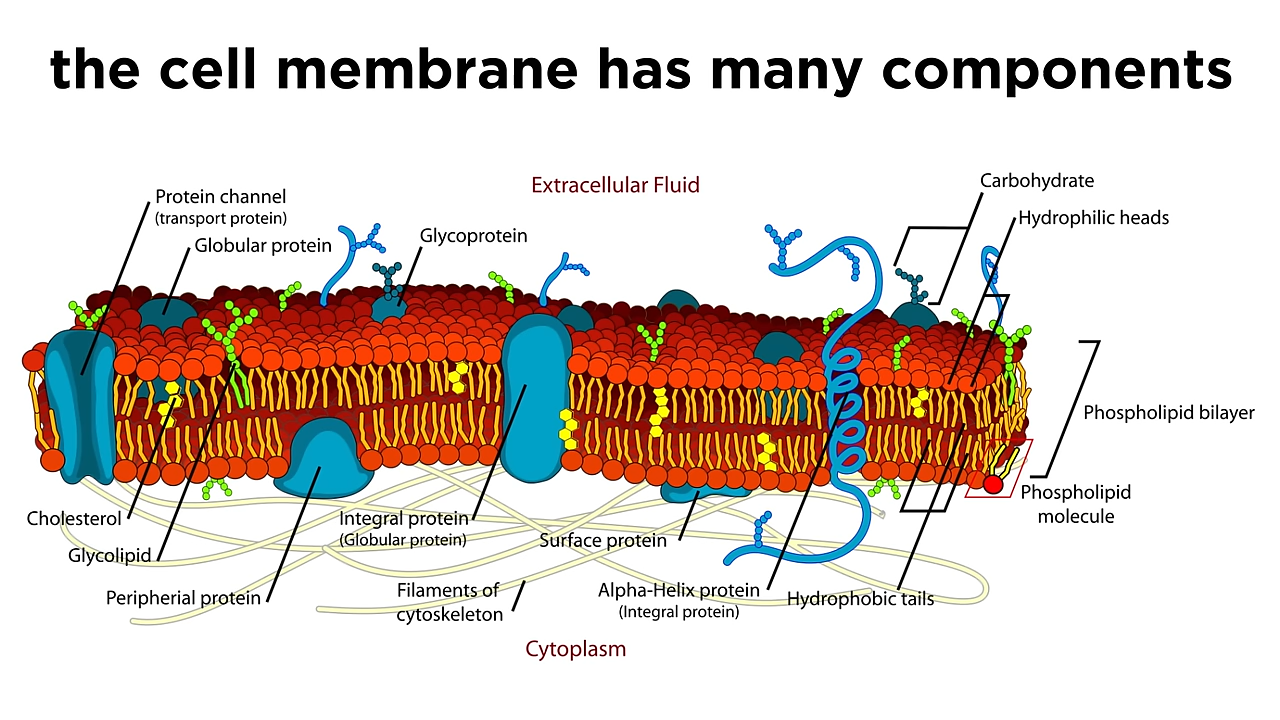 the cell membrane has many components
Extracellular Fluid
Carbohydrate
Protein channel
(transport protein)
Hydrophilic heads
Globular protein
Glycoprotein
Phospholipid bilayer
Phospholipid
molecule
Cholesterol
Integral protein
(Globular protein)
Surface protein
Glycolipid
Peripherial protein
Filaments of
cytoskeleton
Alpha-Helix protein
(Integral protein)
Hydrophobic tails
Cytoplasm